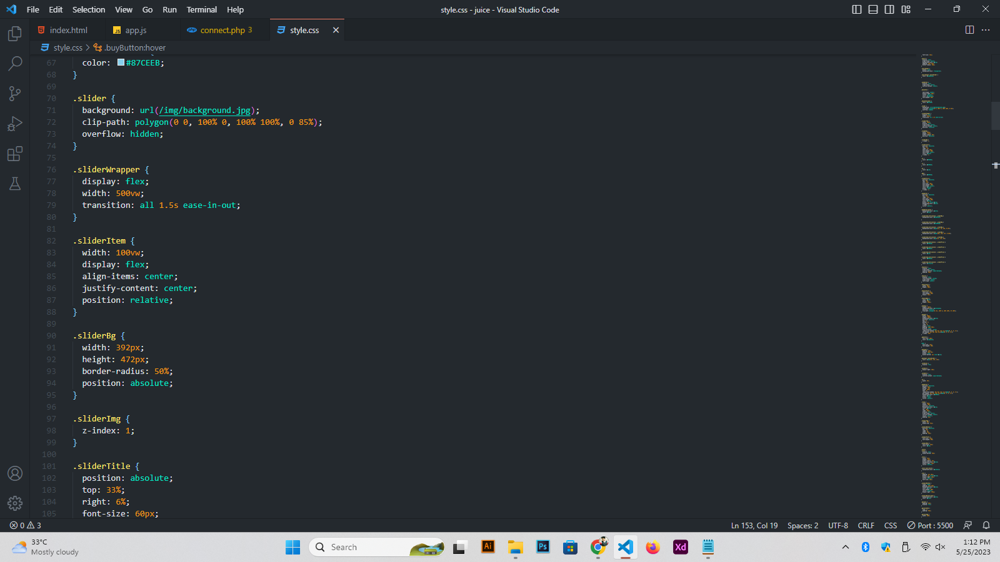 File Edit Selection View Go Run Terminal Help
style.css - juice - Visual Studio Code
index.html
JS app.js
php connect.php 3
style.css
style.css > .buyButton:hover
67 color: #87CEEB;
68 }
69
70 .slider {
71 background: url(/img/background.jpg);
72 clip-path: polygon(0 0, 100% 0, 100% 100%, 0 85%);
73 overflow: hidden;
74 }
75
76 .sliderWrapper {
77 display: flex;
78 width: 500vw;
79 transition: all 1.5s ease-in-out;
80 }
81
82 .sliderItem {
83 width: 100vw;
84 display: flex;
85 align-items: center;
86 justify-content: center;
87 position: relative;
88 }
89
90 .sliderBg {
91 width: 392px;
92 height: 472px;
93 border-radius: 50%;
94 position: absolute;
95 }
96
97 .sliderImg {
98 z-index: 1;
99 }
100
101 .sliderTitle {
102 position: absolute;
103 top: 33%;
104 right: 6%;
105 font-size: 60px;
0 3
Ln 153, Col 19 Spaces: 2 UTF-8 CRLF CSS Port : 5500
33°C
Mostly cloudy
Search
Ai
Ps
Xd
1:12 PM
5/25/2023